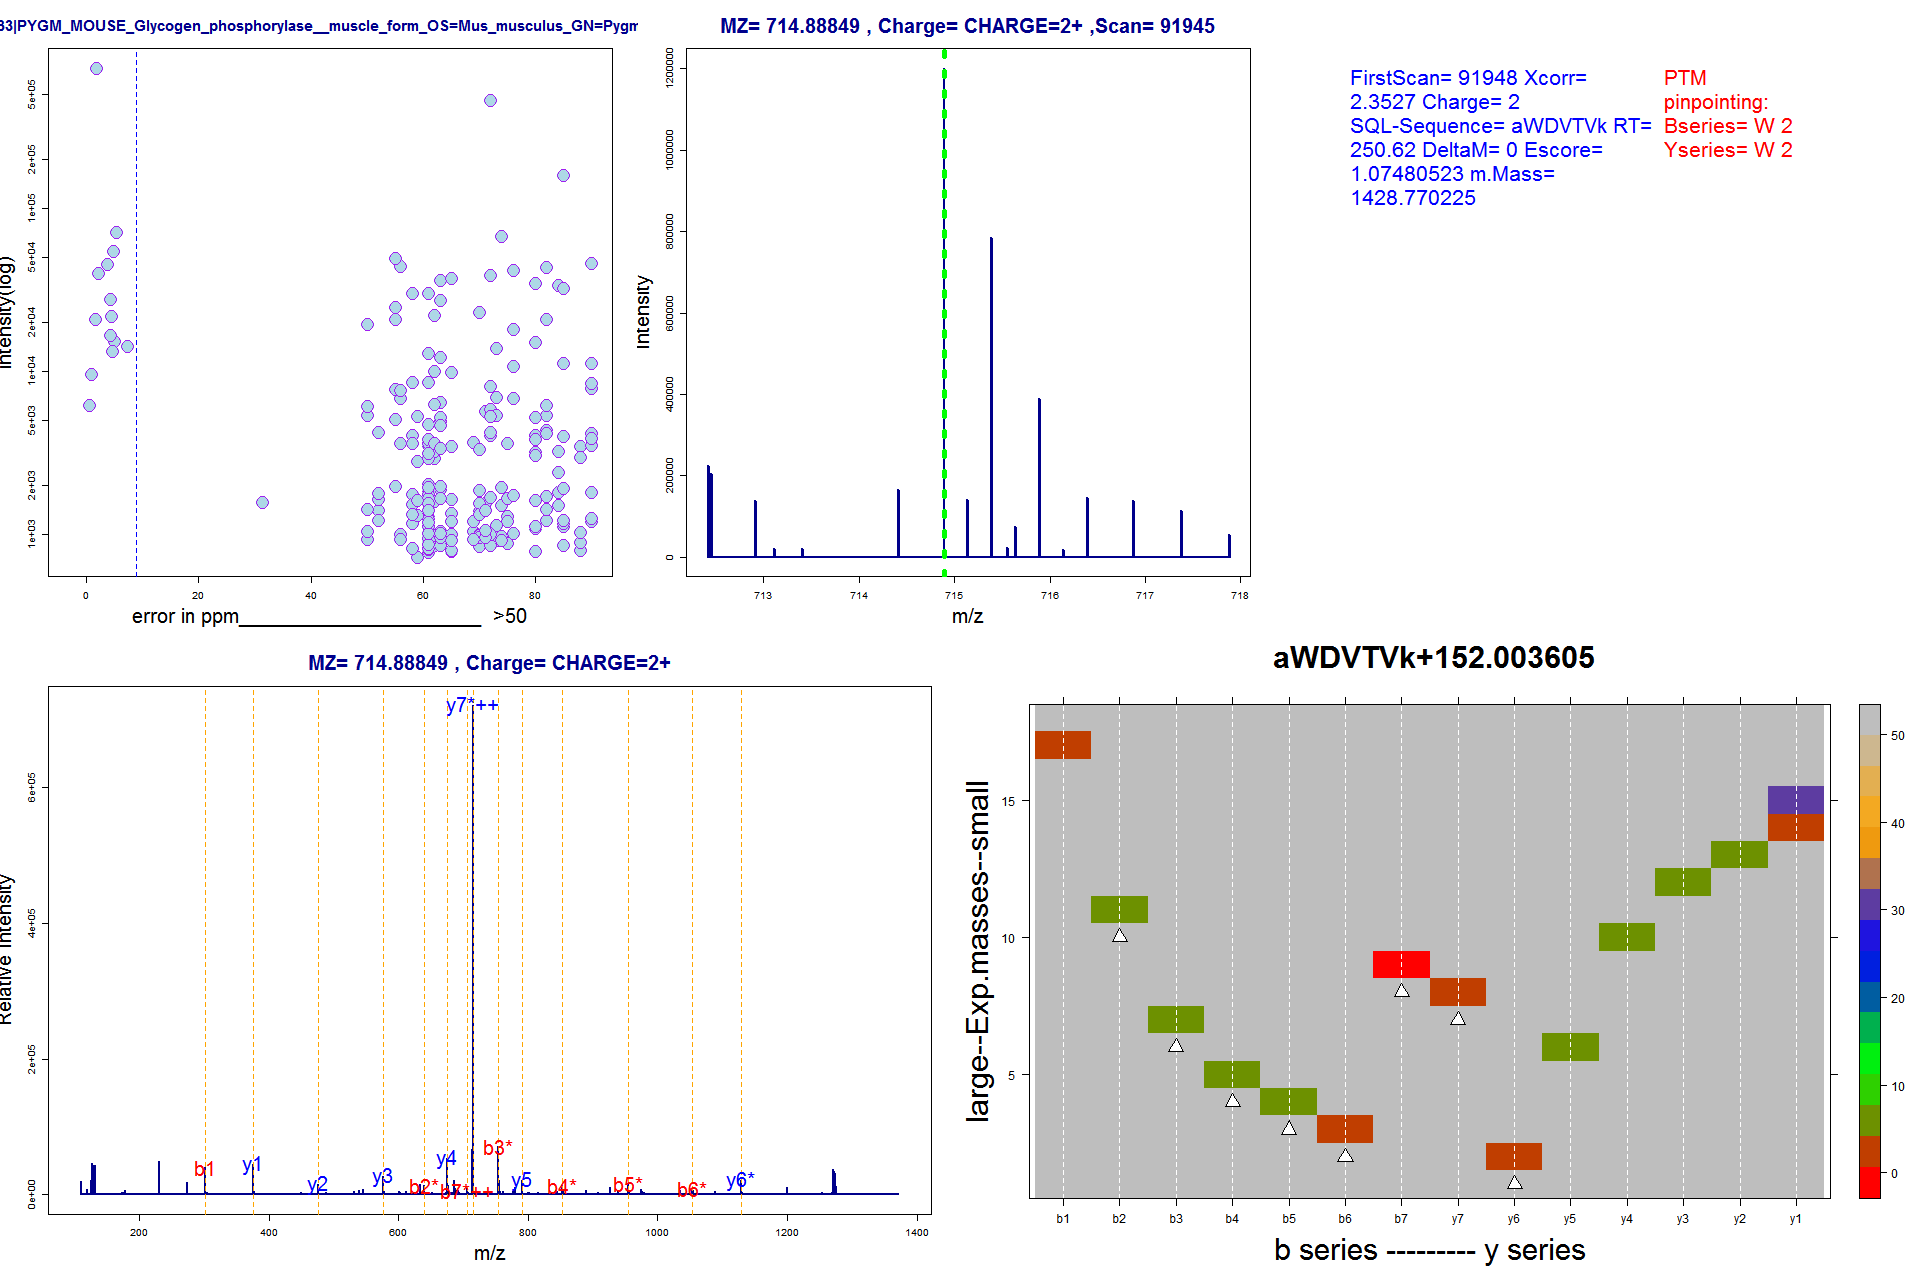 33|PYGM_MOUSE_Glycogen_phosphorylase__muscle_form_OS=Mus_musculus_GN=Pygm
MZ= 714.88849 , Charge= CHARGE=2+ ,Scan= 91945
FirstScan= 91948 Xcorr=
2.3527 Charge= 2
SQL-Sequence= aWDVTVk RT=
250.62 DeltaM= 0 Escore=
1.07480523 m.Mass=
1428.770225
PTM
pinpointing:
Bseries= W 2
Yseries= W 2
Intensity(log)
5e+05
2e+05
1e+05
5e+04
2e+04
1e+04
5e+03
2e+03
1e+03
0 20 40 60 80
error in ppm______________________ >50
Intensity
1200000
1000000
800000
600000
400000
200000
0
713 714 715 716 717 718
m/z
MZ= 714.88849 , Charge= CHARGE=2+
Relative Intensity
6e+05
4e+05
2e+05
0e+00
y7*++
b1
y1
y2
y3
b2*
y4
b7*++
b3*
y5
b4*
b5*
b6*
y6*
200 400 600 800 1000 1200 1400
m/z
aWDVTVk+152.003605
large--Exp.masses--small
15
10
5
b1 b2 b3 b4 b5 b6 b7 y7 y6 y5 y4 y3 y2 y1
b series --------- y series
50
40
30
20
10
0